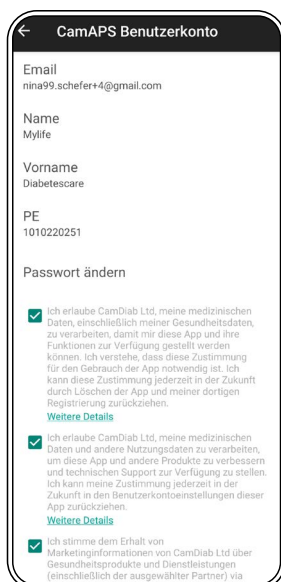 CamAPS Benutzerkonto
Email
nina99.schefer+4@gmail.com
Name
Mylife
Vorname
Diabetescare
PE
1010220251
Passwort ändern
Ich erlaube CamDiab Ltd, meine medizinischen
Daten, einschließlich meiner Gesundheitsdaten,
zu verarbeiten, damit mir diese App und ihre
Funktionen zur Verfügung gestellt werden
können. Ich verstehe, dass diese Zustimmung
für den Gebrauch der App notwendig ist. Ich
kann diese Zustimmung jederzeit in der Zukunft
durch Löschen der App und meiner dortigen
Registrierung zurückziehen.
Weitere Details
Ich erlaube CamDiab Ltd, meine medizinischen
Daten und andere Nutzungsdaten zu verarbeiten,
um diese App und andere Produkte zu verbessern
und technischen Support zur Verfügung zu stellen.
Ich kann meine Zustimmung jederzeit in der
Zukunft in den Benutzerkontoeinstellungen dieser
App zurückziehen.
Weitere Details
Ich stimme dem Erhalt von
Marketinginformationen von CamDiab Ltd über
Gesundheitsprodukte und Dienstleistungen
(einschließlich der ausgewählter Partner) via